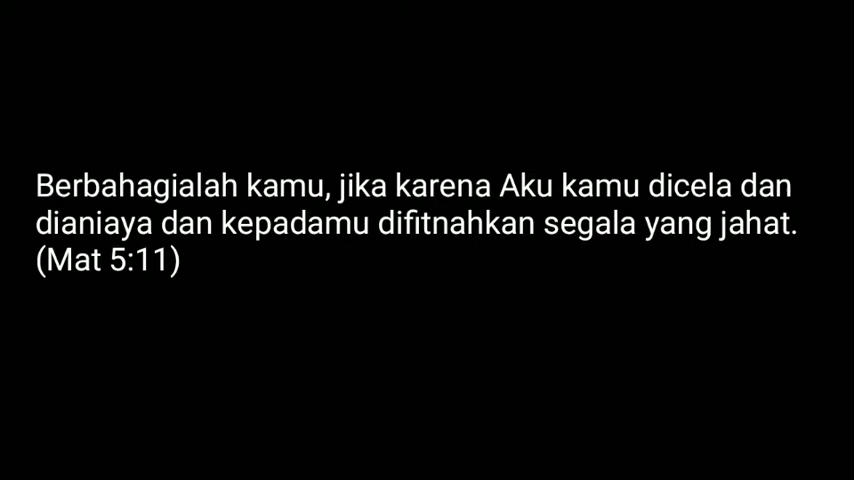 Berbahagialah kamu, jika karena Aku kamu dicela dan
dianiaya dan kepadamu difitnahkan segala yang jahat.
(Mat 5:11)